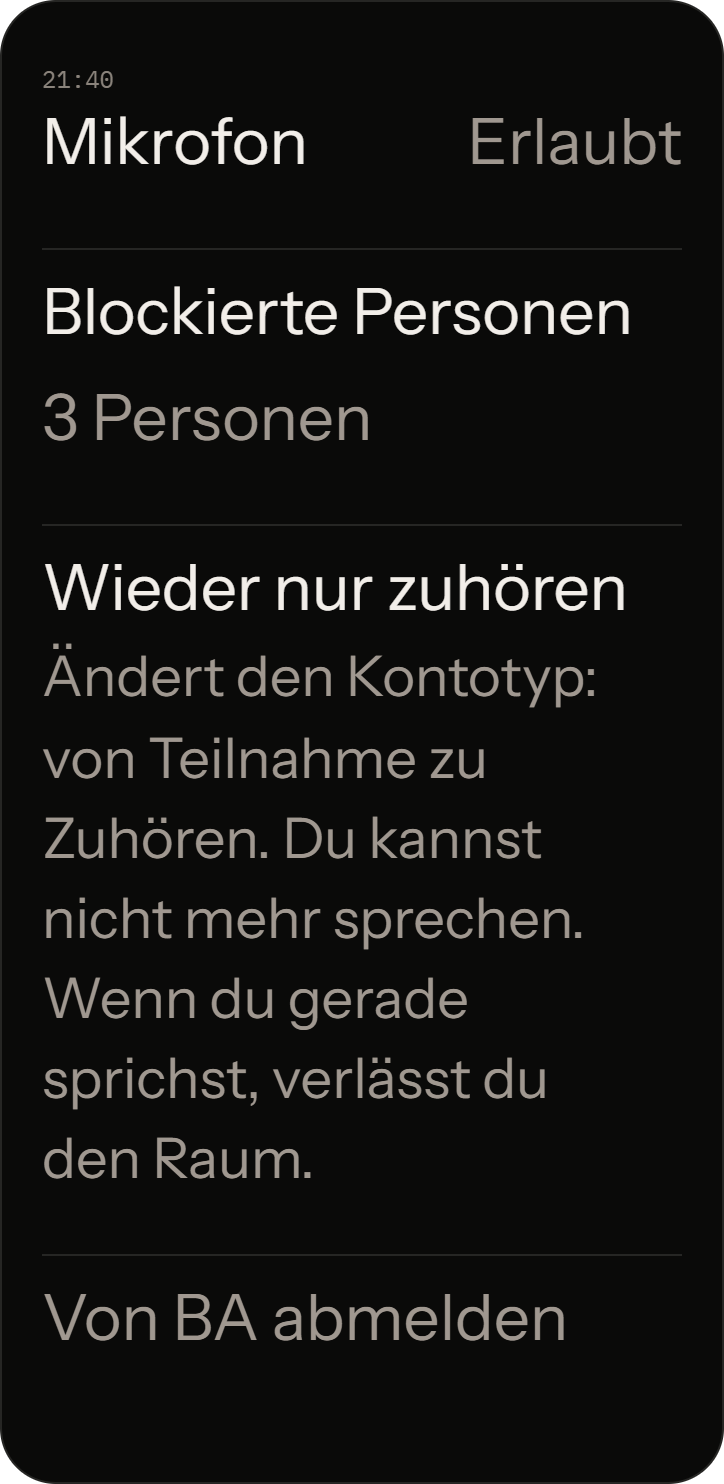 21:40
Mikrofon Erlaubt
Blockierte Personen
3 Personen
Wieder nur zuhören
Ändert den Kontotyp:
von Teilnahme zu
Zuhören. Du kannst
nicht mehr sprechen.
Wenn du gerade
sprichst, verlässt du
den Raum.
Von BA abmelden